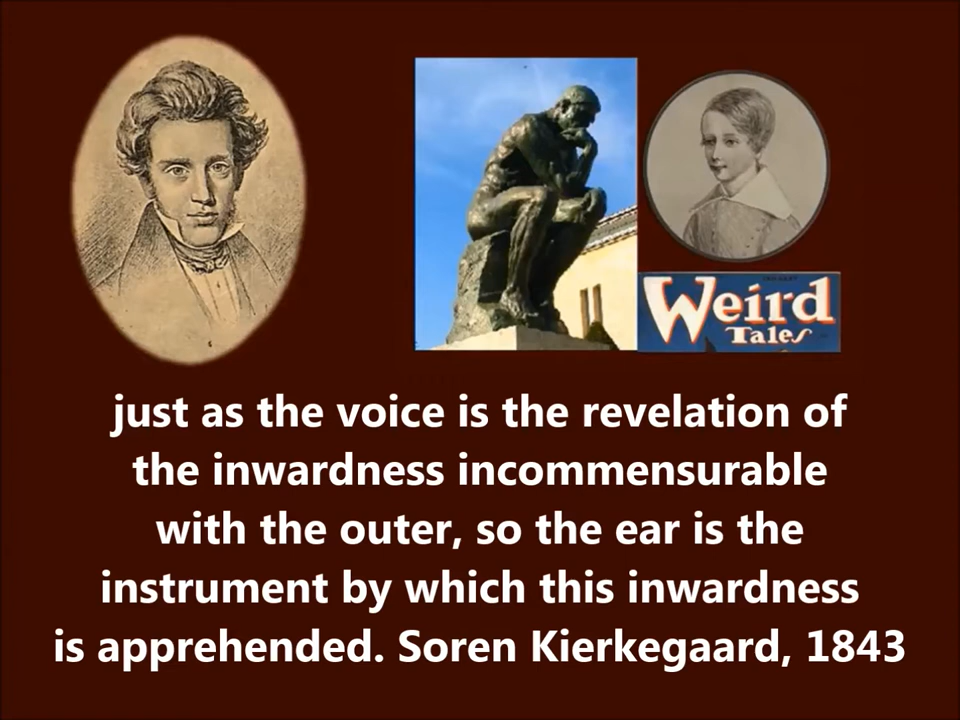 Weird
Tales
just as the voice is the revelation of
the inwardness incommensurable
with the outer, so the ear is the
instrument by which this inwardness
is apprehended. Soren Kierkegaard, 1843